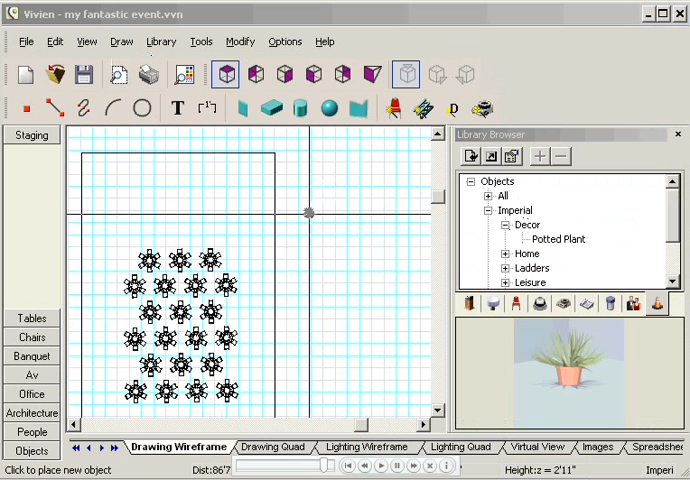 Vivien - my fantastic event.vvn
File Edit View Draw Library Tools Modify Options Help
T
D
Staging
Tables
Chairs
Banquet
Av
Office
Architecture
People
Objects
Library Browser
Objects
All
Imperial
Decor
Potted Plant
Home
Ladders
Leisure
Drawing Wireframe Drawing Quad Lighting Wireframe Lighting Quad Virtual View Images Spreadshee
Click to place new object Dist:86'7 Height:z = 2'11" Imperi